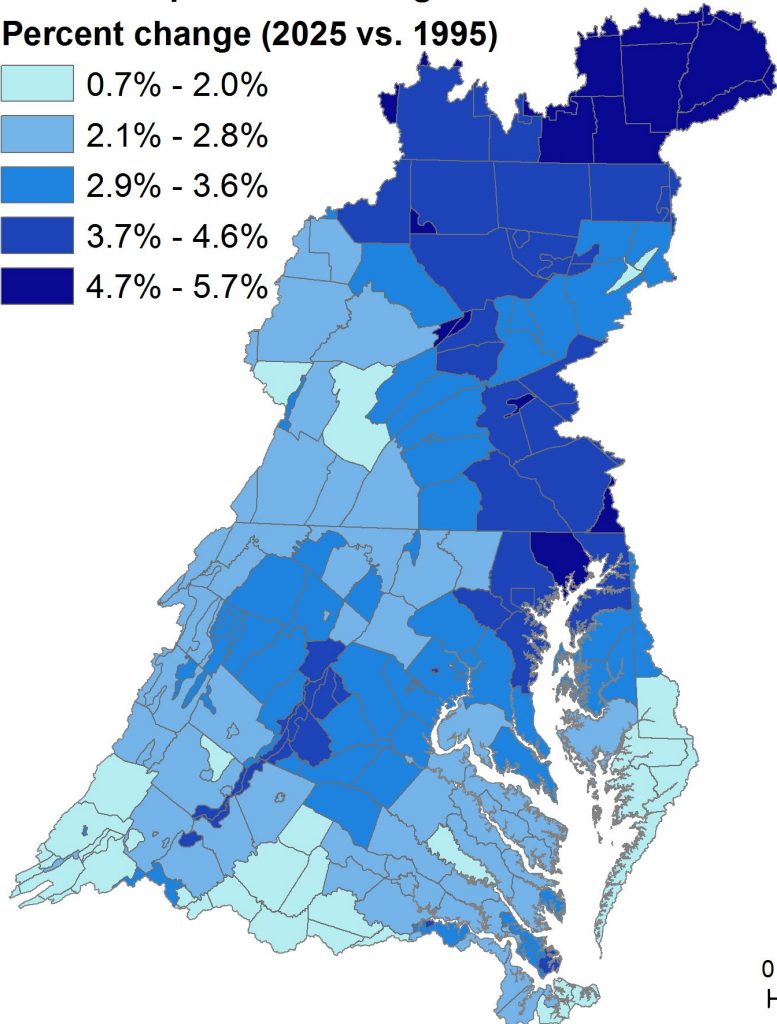 Percent change (2025 vs. 1995)
0.7% - 2.0%
2.1% - 2.8%
2.9% - 3.6%
3.7% - 4.6%
4.7% - 5.7%
0